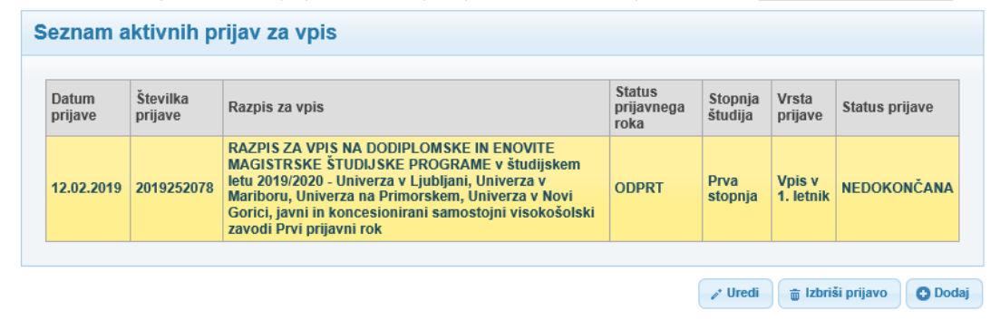 Seznam aktivnih prijav za vpis
Datum prijave
Številka prijave
Razpis za vpis
Status prijavnega roka
Stopnja študija
Vrsta prijave
Status prijave
12.02.2019
2019252078
RAZPIS ZA VPIS NA DODIPLOMSKE IN ENOVITE
MAGISTRSKE ŠTUDIJSKE PROGRAME v študijskem
letu 2019/2020 - Univerza v Ljubljani, Univerza v
Mariboru, Univerza na Primorskem, Univerza v Novi
Gorici, javni in koncesionirani samostojni visokošolski
zavodi Prvi prijavni rok
ODPRT
Prva
stopnja
Vpis v
1. letnik
NEDOKONČANA
Uredi
Izbriši prijavo
Dodaj